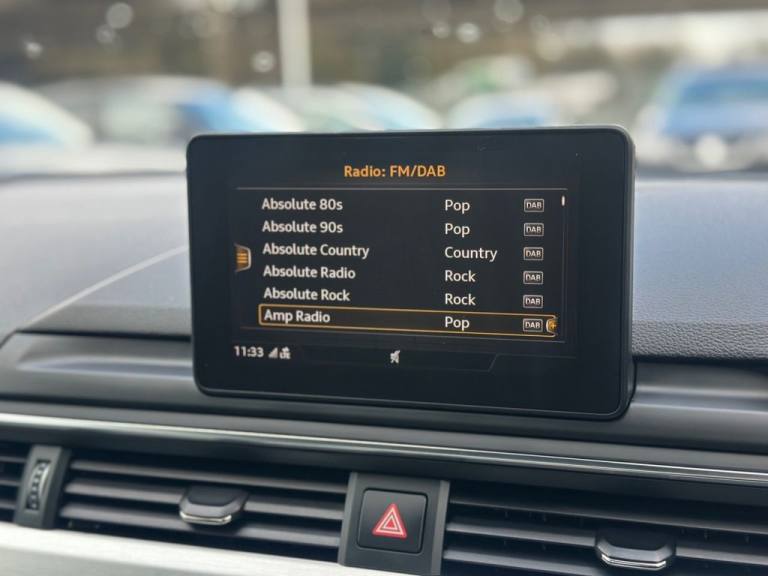 Radio: FM/DAB
Absolute 80s Pop DAB
Absolute 90s Pop DAB
Absolute Country Country DAB
Absolute Radio Rock DAB
Absolute Rock Rock DAB
Amp Radio Pop DAB
11:33